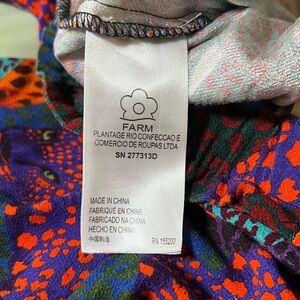 FARM
PLANTAGE RIO CONFECCAO E
COMERCIO DE ROUPAS LTDA
SN 277313D
MADE IN CHINA
FABRIQUÉ EN CHINE
FABRICADO NA CHINA
HECHO EN CHINA
中国制造
RN 155200